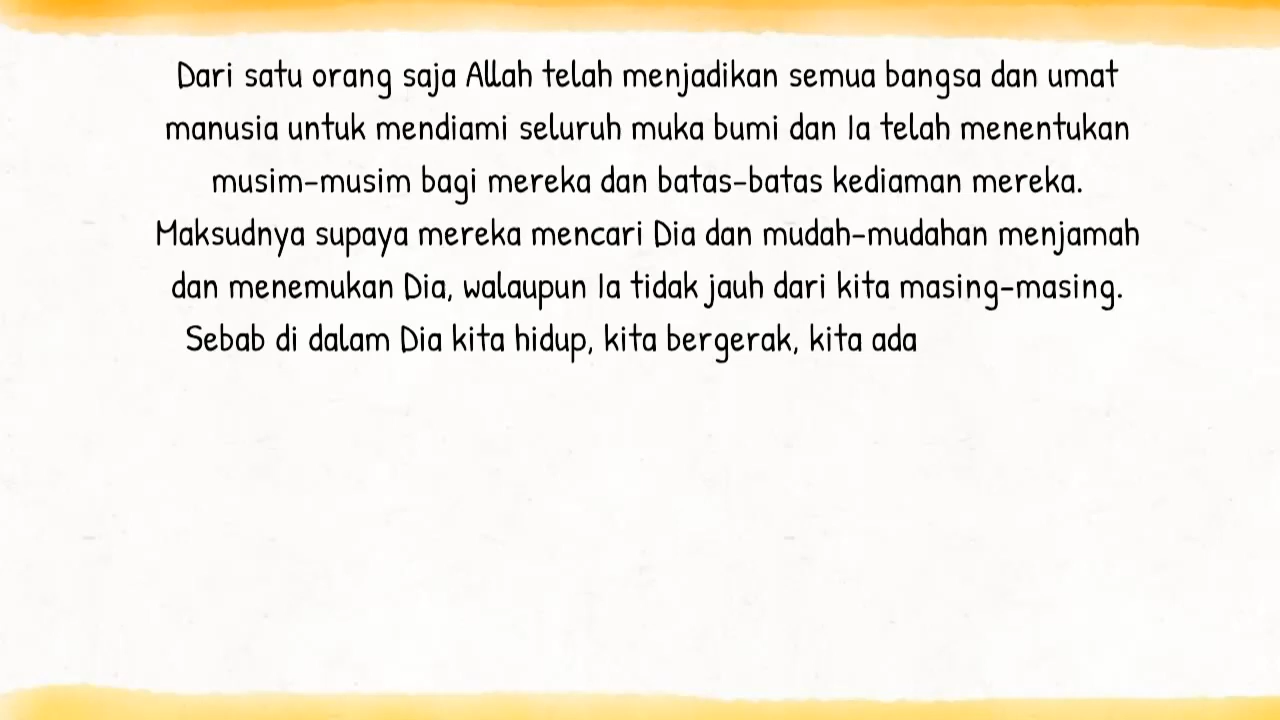 Dari satu orang saja Allah telah menjadikan semua bangsa dan umat
manusia untuk mendiami seluruh muka bumi dan Ia telah menentukan
musim-musim bagi mereka dan batas-batas kediaman mereka.
Maksudnya supaya mereka mencari Dia dan mudah-mudahan menjamah
dan menemukan Dia, walaupun Ia tidak jauh dari kita masing-masing.
Sebab di dalam Dia kita hidup, kita bergerak, kita ada